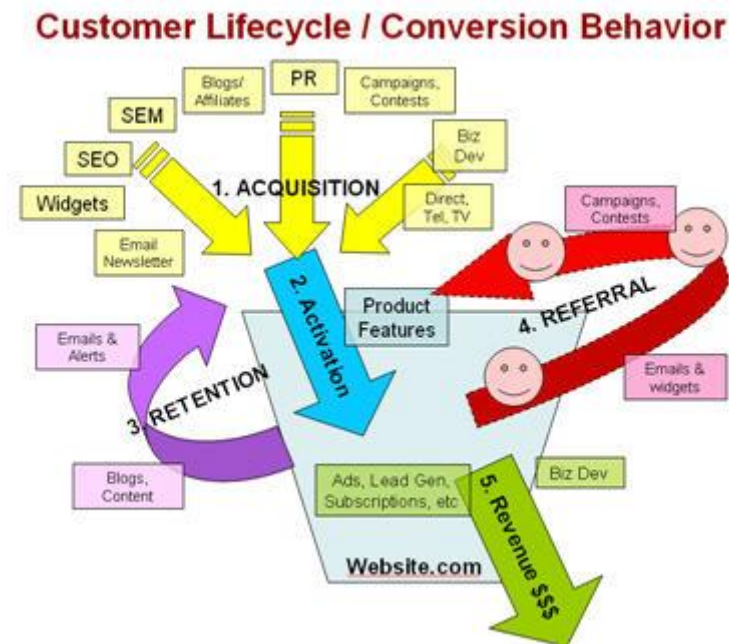 Customer Lifecycle / Conversion Behavior
Blogs/
Affiliates
PR
Campaigns,
Contests
SEM
SEO
Biz
Dev
1. ACQUISITION
Widgets
Direct,
Tel, TV
Email
Newsletter
Campaigns,
Contests
2. Activation
Product
Features
4. REFERRAL
Emails &
Alerts
3. RETENTION
Emails &
widgets
Blogs,
Content
Ads, Lead Gen,
Subscriptions, etc
Biz Dev
5. Revenue $$$
Website.com